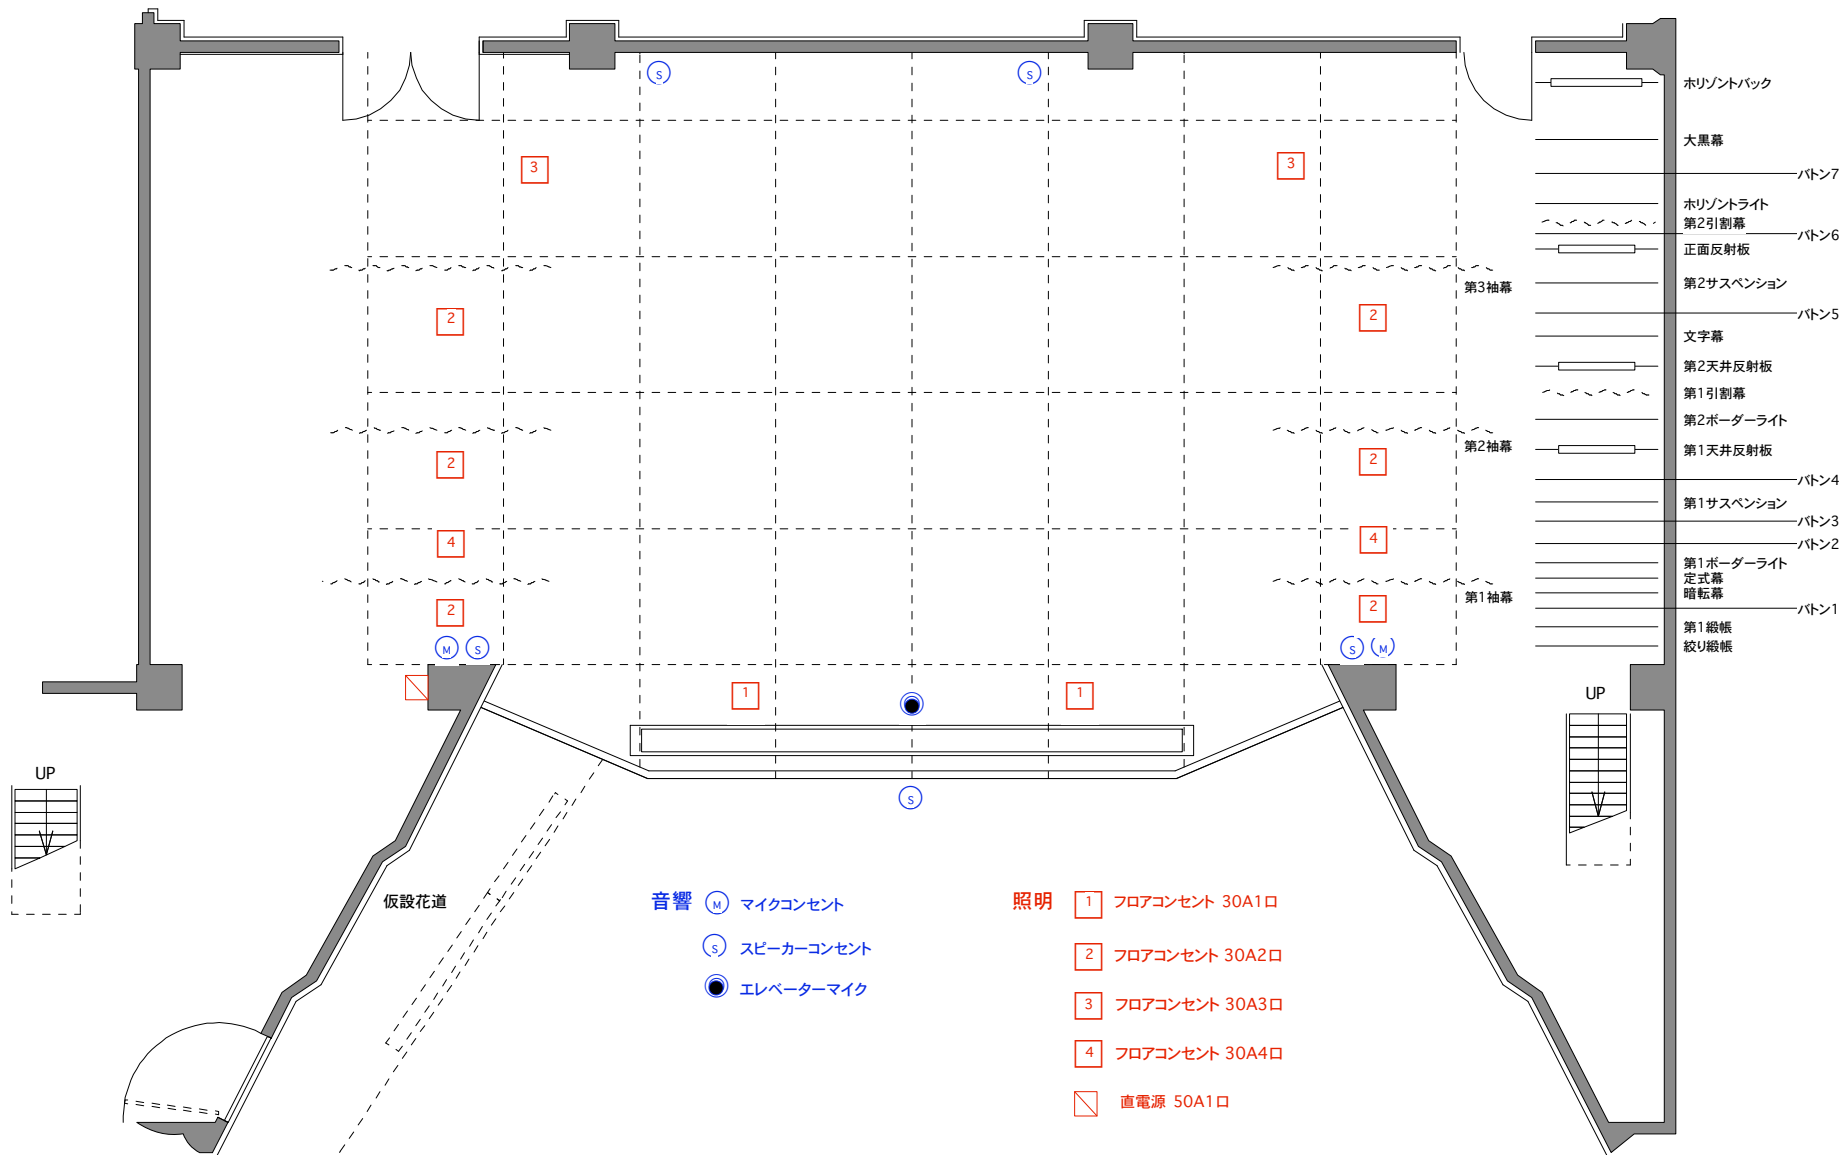 S
S
ホリゾントバック
大黒幕
3
3
バトン7
ホリゾントライト
第2引割幕
バトン6
正面反射板
第2サスペンション
第3袖幕
2
2
バトン5
文字幕
第2天井反射板
第1引割幕
第2ボーダーライト
第2袖幕
第1天井反射板
2
2
バトン4
第1サスペンション
バトン3
4
4
バトン2
第1ボーダーライト
定式幕
暗転幕
第1袖幕
2
2
バトン1
第1緞帳
絞り緞帳
M
S
S
M
1
1
UP
UP
S
仮設花道
音響
M マイクコンセント
S スピーカーコンセント
エレベーターマイク
照明
1 フロアコンセント 30A1口
2 フロアコンセント 30A2口
3 フロアコンセント 30A3口
4 フロアコンセント 30A4口
直電源 50A1口